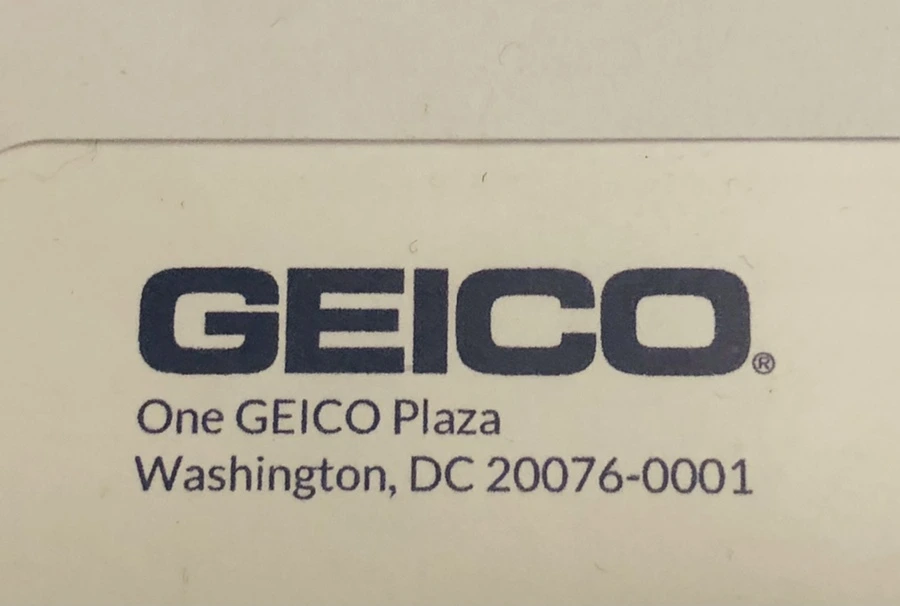 GEICO®
One GEICO Plaza
Washington, DC 20076-0001